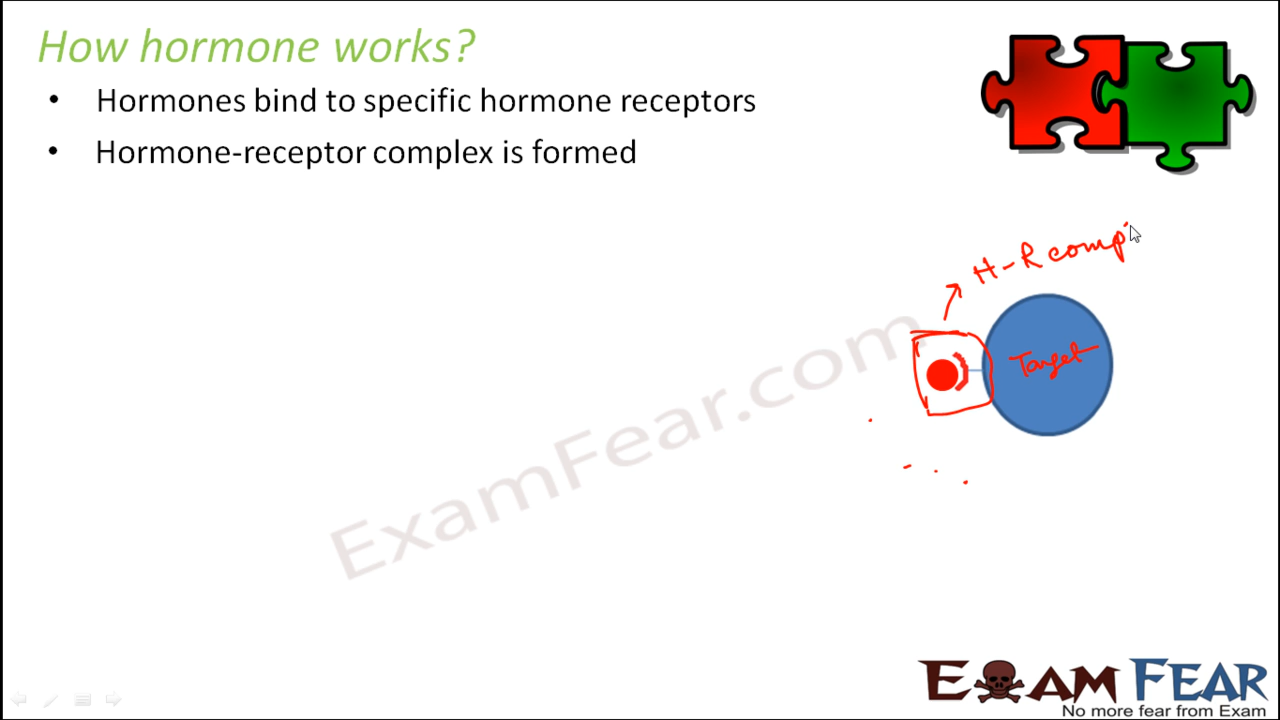 How hormone works?
• Hormones bind to specific hormone receptors
• Hormone-receptor complex is formed
H-R comp
Target
ExamFear.com
EXAM FEAR
No more fear from Exam